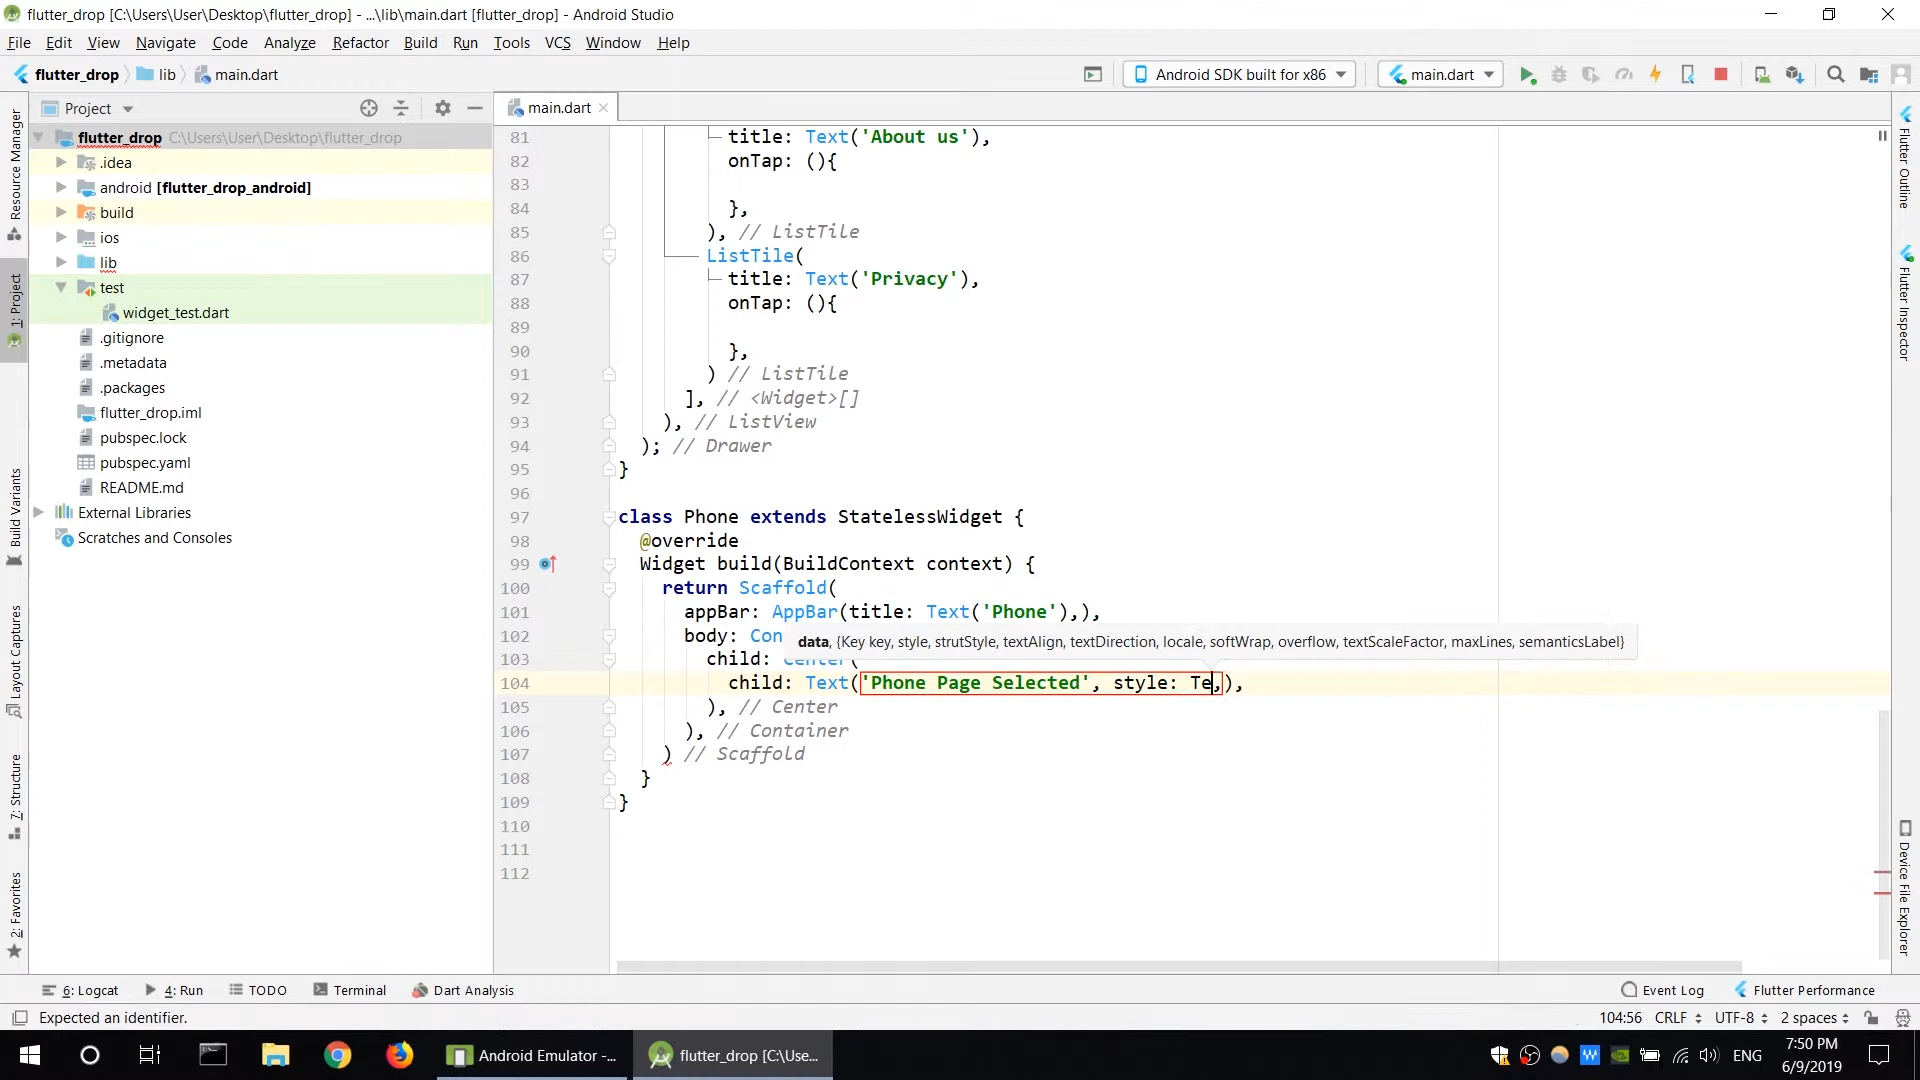 flutter_drop [C:\Users\User\Desktop\flutter_drop] - ...\lib\main.dart [flutter_drop] - Android Studio
File Edit View Navigate Code Analyze Refactor Build Run Tools VCS Window Help
flutter_drop lib main.dart
Android SDK built for x86
main.dart
Project
main.dart
flutter_drop C:\Users\User\Desktop\flutter_drop
.idea
android [flutter_drop_android]
build
ios
lib
test
widget_test.dart
.gitignore
.metadata
.packages
flutter_drop.iml
pubspec.lock
pubspec.yaml
README.md
External Libraries
Scratches and Consoles
Resource Manager
1: Project
Build Variants
Layout Captures
7: Structure
2: Favorites
81 title: Text('About us'),
82 onTap: (){
83
84 },
85 ), // ListTile
86 ListTile(
87 title: Text('Privacy'),
88 onTap: (){
89
90 },
91 ) // ListTile
92 ], // <Widget>[]
93 ), // ListView
94 ); // Drawer
95 }
96
97 class Phone extends StatelessWidget {
98 @override
99 Widget build(BuildContext context) {
100 return Scaffold(
101 appBar: AppBar(title: Text('Phone'),),
102 body: Con
data, {Key key, style, strutStyle, textAlign, textDirection, locale, softWrap, overflow, textScaleFactor, maxLines, semanticsLabel}
103 child: Center(
104 child: Text('Phone Page Selected', style: Te,),
105 ), // Center
106 ), // Container
107 ) // Scaffold
108 }
109 }
110
111
112
Flutter Outline
Flutter Inspector
Device File Explorer
6: Logcat 4: Run TODO Terminal Dart Analysis
Event Log Flutter Performance
Expected an identifier.
104:56 CRLF UTF-8 2 spaces
Android Emulator -...
flutter_drop [C:\Use...
ENG
7:50 PM
6/9/2019